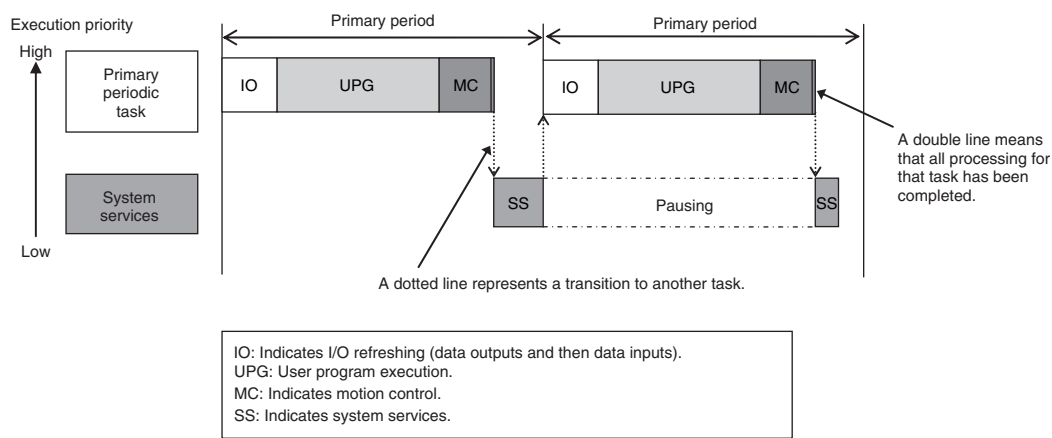 Execution priority
High
Primary
periodic
task
System
services
Low
Primary period
Primary period
IO
UPG
MC
IO
UPG
MC
SS
Pausing
SS
A double line means
that all processing for
that task has been
completed.
A dotted line represents a transition to another task.
IO: Indicates I/O refreshing (data outputs and then data inputs).
UPG: User program execution.
MC: Indicates motion control.
SS: Indicates system services.